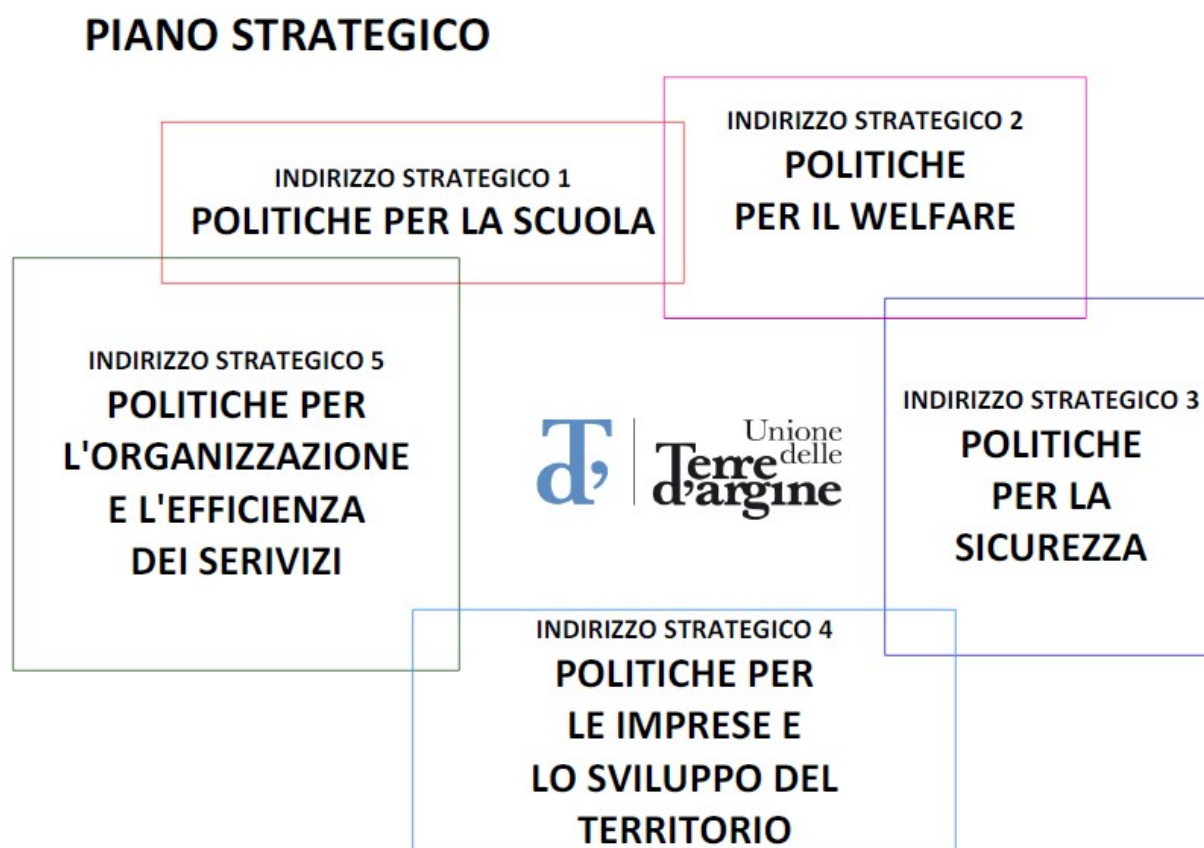 PIANO STRATEGICO
INDIRIZZO STRATEGICO 1
POLITICHE PER LA SCUOLA
INDIRIZZO STRATEGICO 2
POLITICHE
PER IL WELFARE
INDIRIZZO STRATEGICO 3
POLITICHE
PER LA
SICUREZZA
INDIRIZZO STRATEGICO 4
POLITICHE PER
LE IMPRESE E
LO SVILUPPO DEL
TERRITORIO
INDIRIZZO STRATEGICO 5
POLITICHE PER
L'ORGANIZZAZIONE
E L'EFFICIENZA
DEI SERIVIZI
Td'
Unione
delle
Terre
d'argine